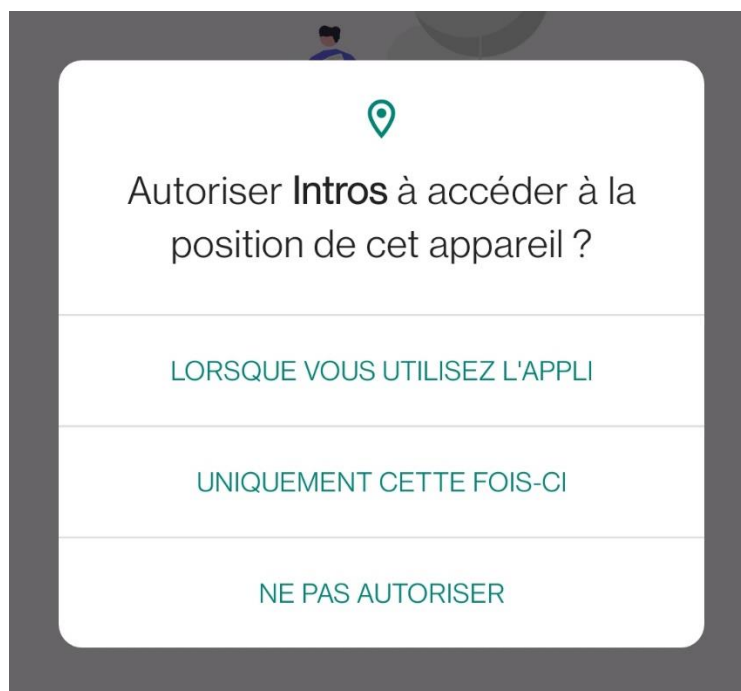 Autoriser Intros à accéder à la
position de cet appareil ?
LORSQUE VOUS UTILISEZ L'APPLI
UNIQUEMENT CETTE FOIS-CI
NE PAS AUTORISER